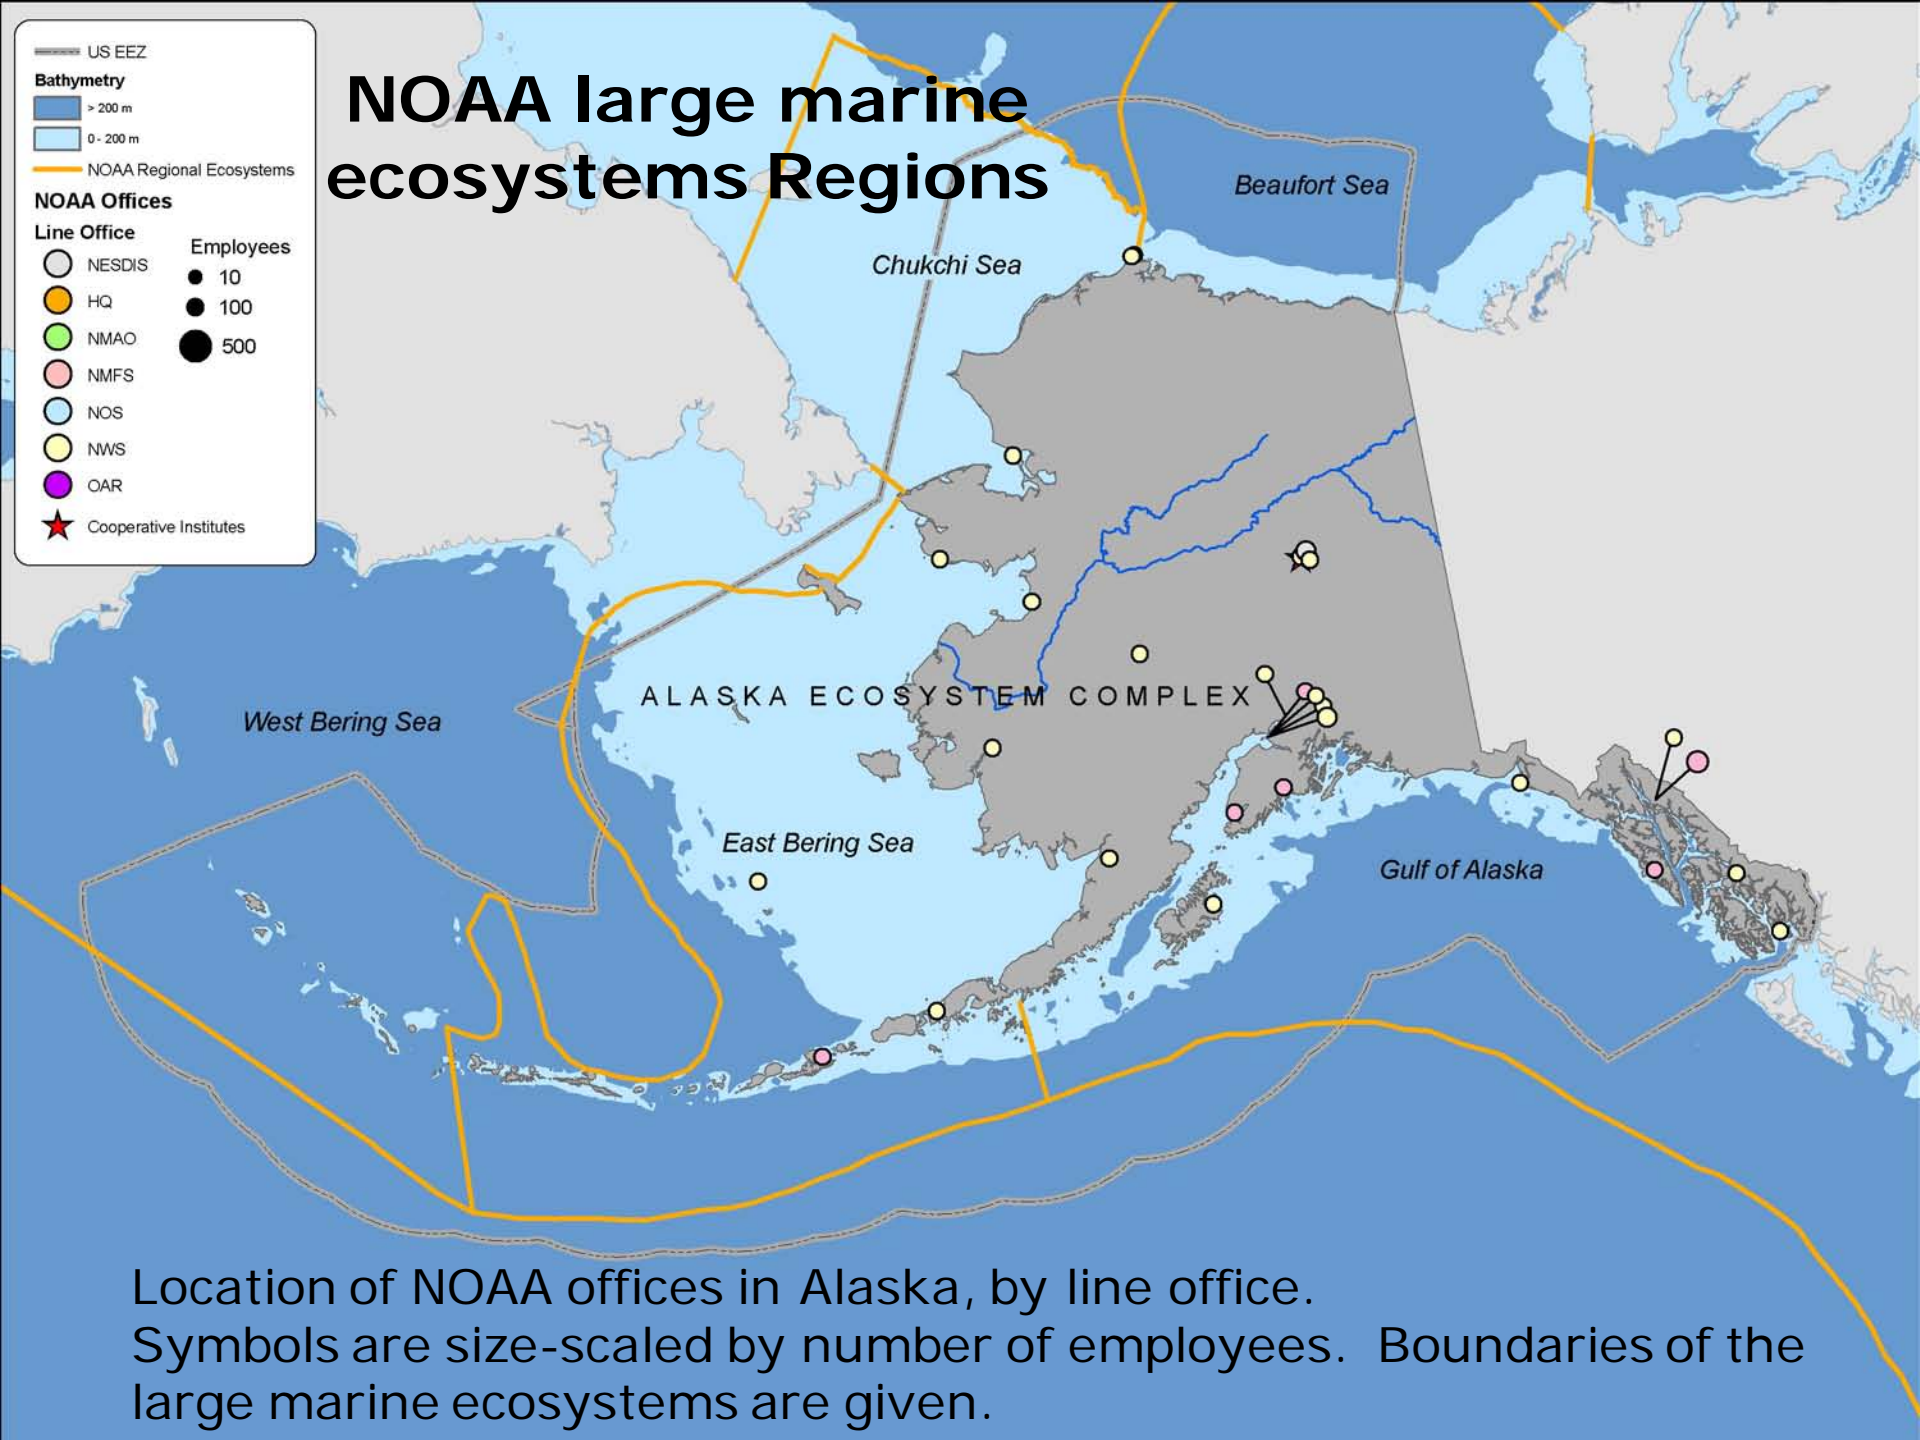 NOAA large marine
ecosystems Regions
US EEZ
Bathymetry
> 200 m
0 - 200 m
NOAA Regional Ecosystems
NOAA Offices
Line Office
Employees
NESDIS
10
HQ
100
NMAO
500
NMFS
NOS
NWS
OAR
Cooperative Institutes
Beaufort Sea
Chukchi Sea
ALASKA ECOSYSTEM COMPLEX
West Bering Sea
East Bering Sea
Gulf of Alaska
Location of NOAA offices in Alaska, by line office.
Symbols are size-scaled by number of employees. Boundaries of the
large marine ecosystems are given.